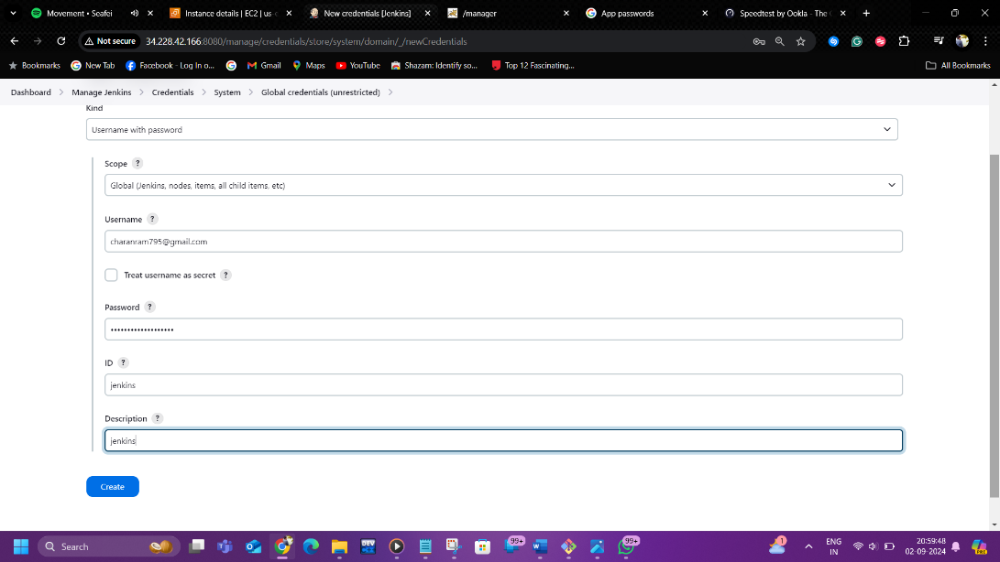 Movement • Seafei
Instance details | EC2 | us-e
New credentials [Jenkins]
/manager
App passwords
Speedtest by Ookla - The G
Not secure
34.228.42.166:8080/manage/credentials/store/system/domain/_/newCredentials
Bookmarks
New Tab
Facebook - Log In o...
Gmail
Maps
YouTube
Shazam: Identify so...
Top 12 Fascinating...
All Bookmarks
Dashboard > Manage Jenkins > Credentials > System > Global credentials (unrestricted) >
Kind
Username with password
Scope ?
Global (Jenkins, nodes, items, all child items, etc)
Username ?
charanram795@gmail.com
Treat username as secret ?
Password ?
••••••••••••••••••
ID ?
jenkins
Description ?
jenkins
Create
Search
DEV
99+
99+
1
ENG
IN
20:59:48
02-09-2024
PRE